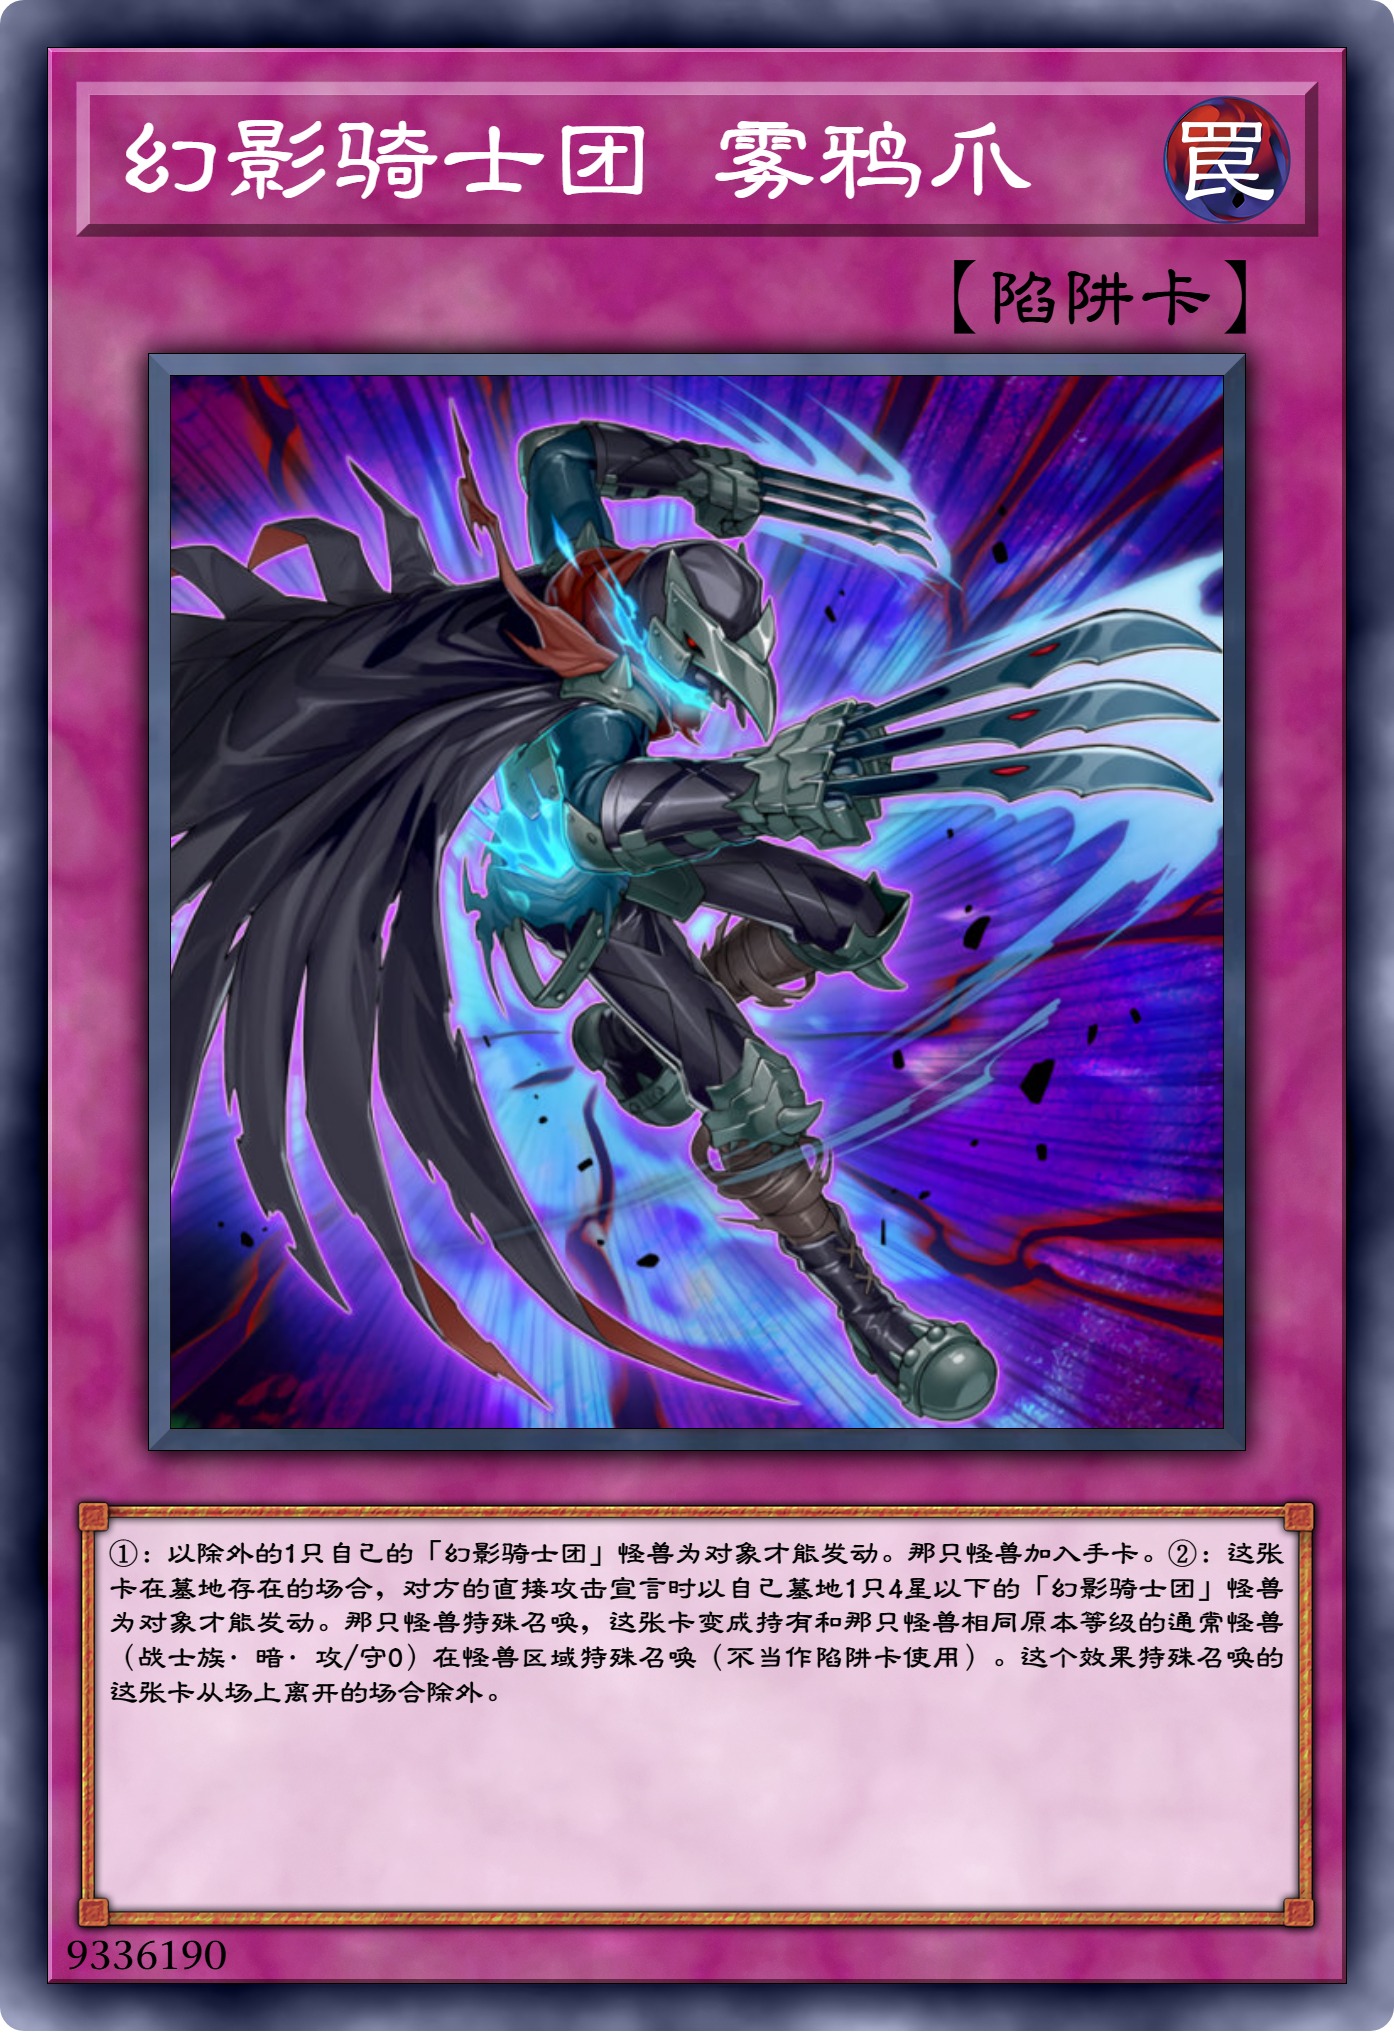 幻影骑士团 雾鸦爪 罠
【陷阱卡】
①：以除外的1只自己的「幻影骑士团」怪兽为对象才能发动。那只怪兽加入手卡。②：这张
卡在墓地存在的场合，对方的直接攻击宣言时以自己墓地1只4星以下的「幻影骑士团」怪兽
为对象才能发动。那只怪兽特殊召唤，这张卡变成持有和那只怪兽相同原本等级的通常怪兽
（战士族·暗·攻/守0）在怪兽区域特殊召唤（不当作陷阱卡使用）。这个效果特殊召唤的
这张卡从场上离开的场合除外。
9336190